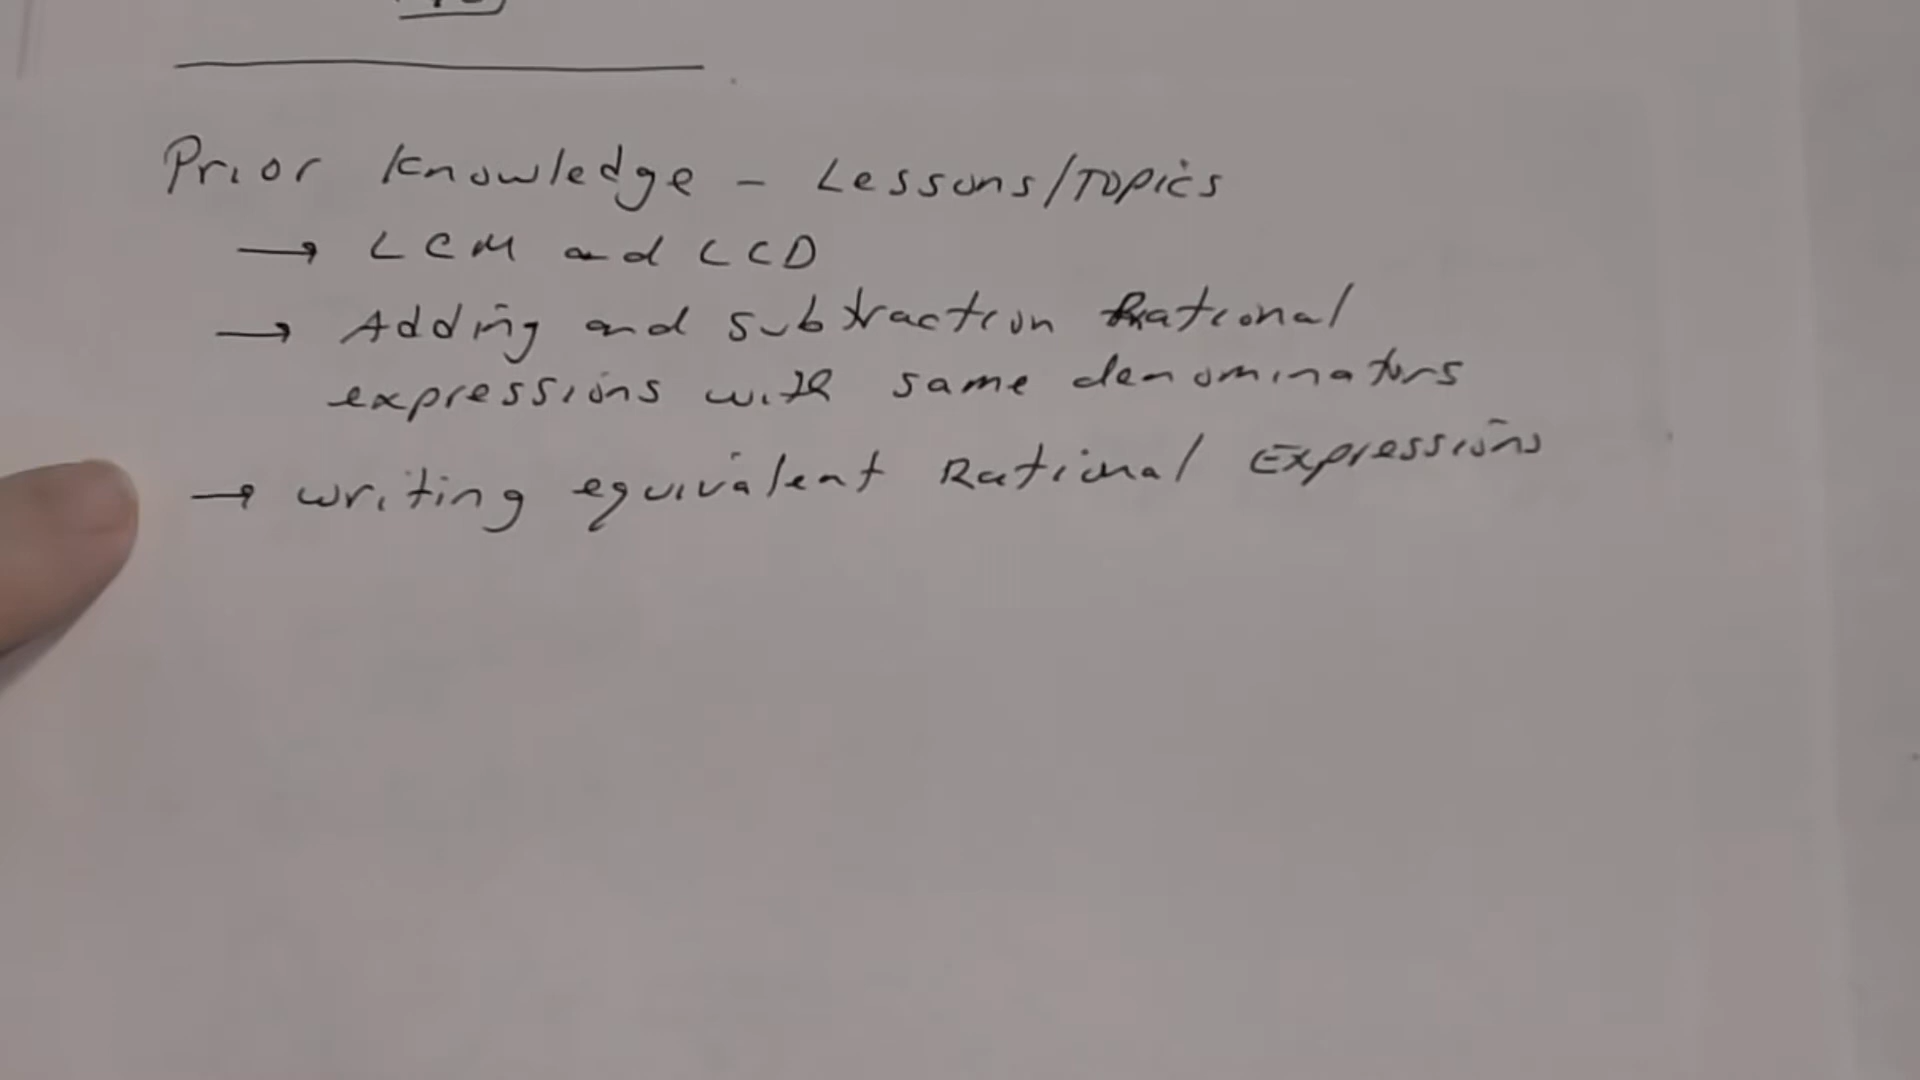 Prior Knowledge - Lessons/Topics
→ LCM and LCD
→ Adding and subtraction Rational
expressions with same denominators
→ writing equivalent Rational Expressions